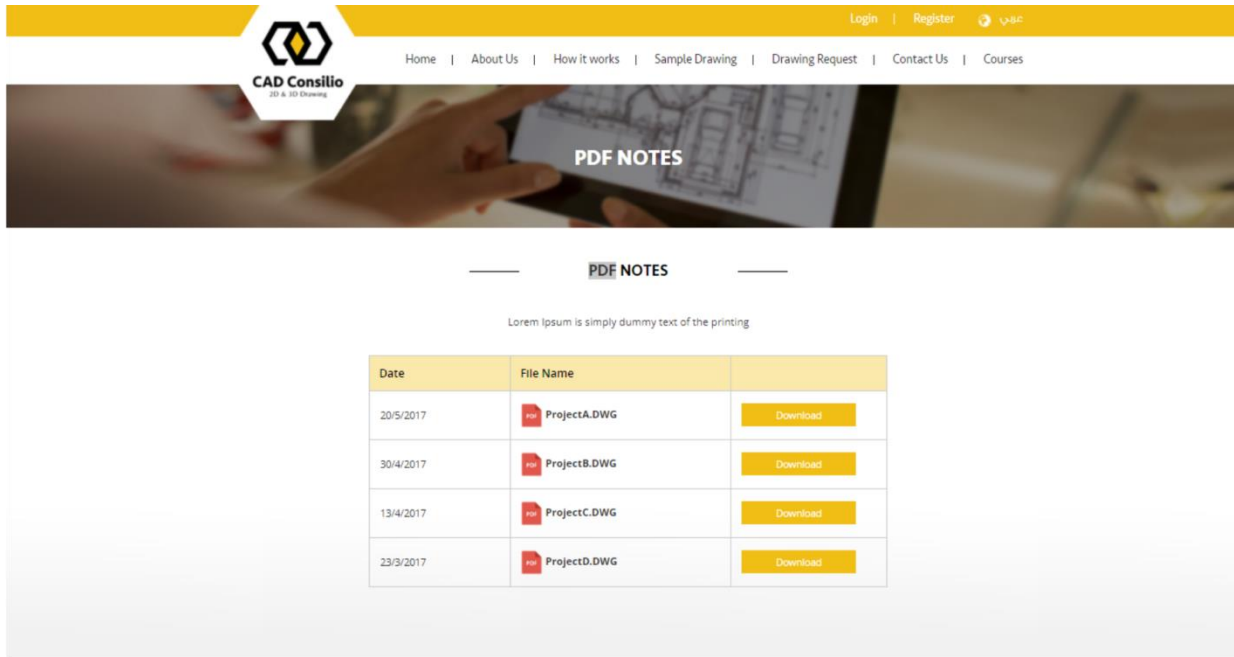 Login | Register عربي
CAD Consilio
2D & 3D Drawing
Home | About Us | How it works | Sample Drawing | Drawing Request | Contact Us | Courses
PDF NOTES
PDF NOTES
Lorem Ipsum is simply dummy text of the printing
Date File Name
20/5/2017 PDF ProjectA.DWG Download
30/4/2017 PDF ProjectB.DWG Download
13/4/2017 PDF ProjectC.DWG Download
23/3/2017 PDF ProjectD.DWG Download